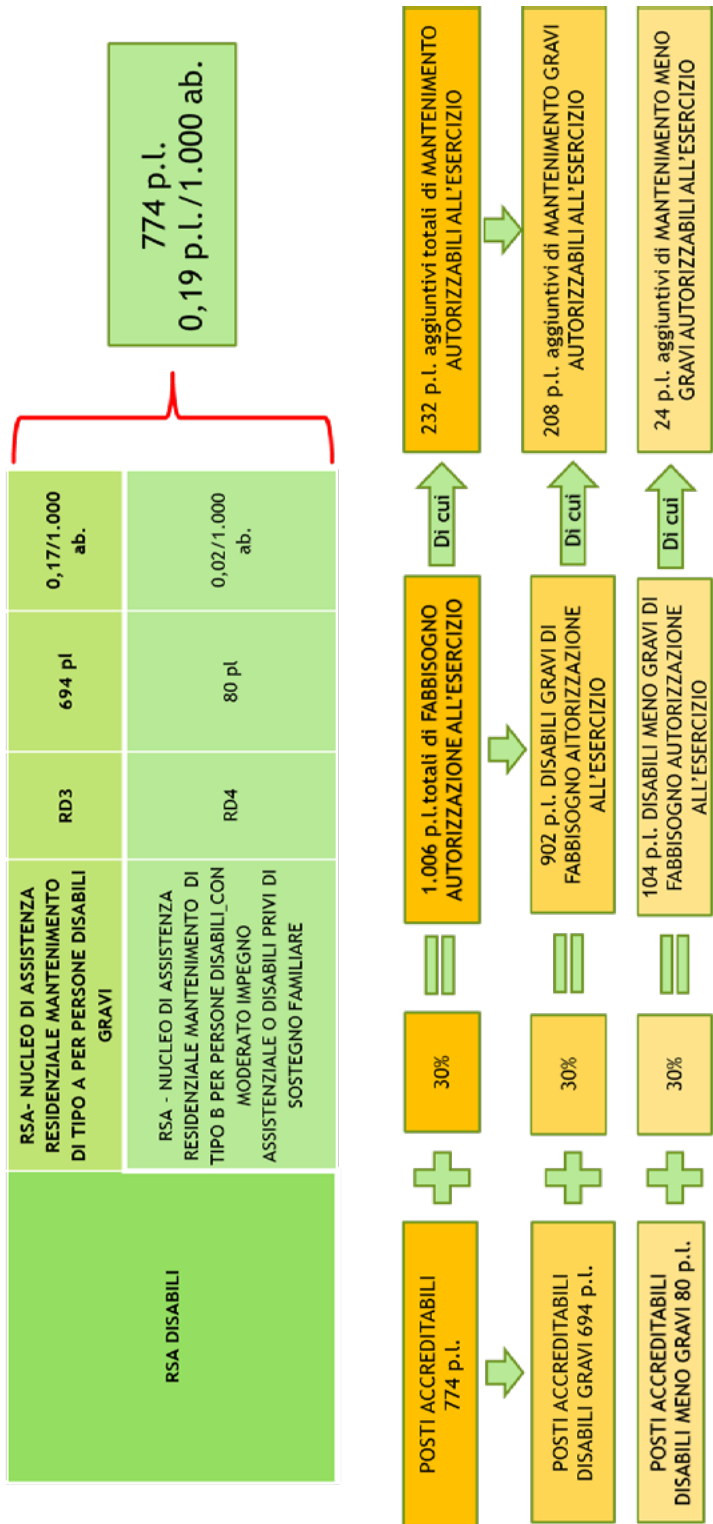 RSA DISABILI
RSA- NUCLEO DI ASSISTENZA
RESIDENZIALE MANTENIMENTO
DI TIPO A PER PERSONE DISABILI
GRAVI
RD3
694 pl
0,17/1.000
ab.
RSA - NUCLEO DI ASSISTENZA
RESIDENZIALE MANTENIMENTO DI
TIPO B PER PERSONE DISABILI_CON
MODERATO IMPEGNO
ASSISTENZIALE O DISABILI PRIVI DI
SOSTEGNO FAMILIARE
RD4
80 pl
0,02/1.000
ab.
774 p.l.
0,19 p.l./1.000 ab.
POSTI ACCREDITABILI
774 p.l.
30%
1.006 p.l.totali di FABBISOGNO
AUTORIZZAZIONE ALL'ESERCIZIO
Di cui
232 p.l. aggiuntivi totali di MANTENIMENTO
AUTORIZZABILI ALL'ESERCIZIO
POSTI ACCREDITABILI
DISABILI GRAVI 694 p.l.
30%
902 p.l. DISABILI GRAVI DI
FABBISOGNO AITORIZZAZIONE
ALL'ESERCIZIO
Di cui
208 p.l. aggiuntivi di MANTENIMENTO GRAVI
AUTORIZZABILI ALL'ESERCIZIO
POSTI ACCREDITABILI
DISABILI MENO GRAVI 80 p.l.
30%
104 p.l. DISABILI MENO GRAVI DI
FABBISOGNO AUTORIZZAZIONE
ALL'ESERCIZIO
Di cui
24 p.l. aggiuntivi di MANTENIMENTO MENO
GRAVI AUTORIZZABILI ALL'ESERCIZIO